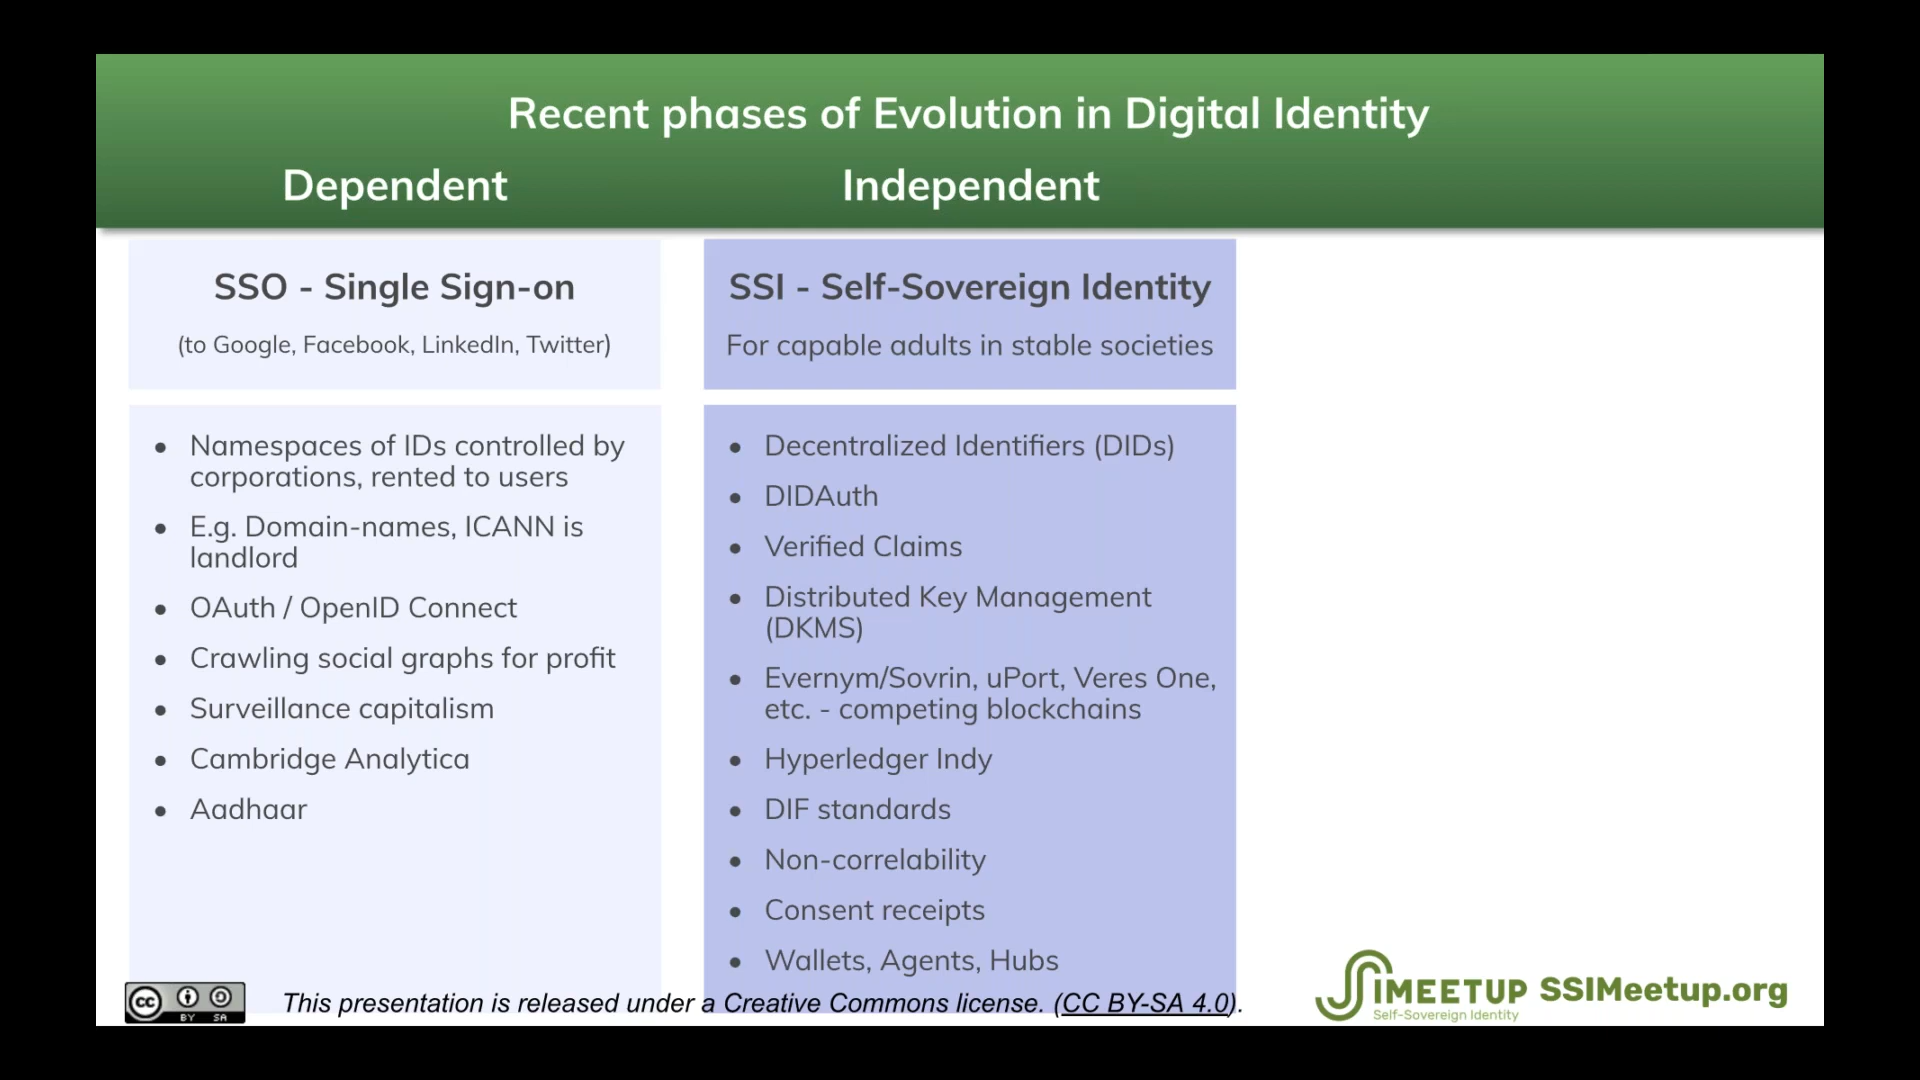 Recent phases of Evolution in Digital Identity
Dependent
Independent
SSO - Single Sign-on
(to Google, Facebook, LinkedIn, Twitter)
• Namespaces of IDs controlled by
corporations, rented to users
• E.g. Domain-names, ICANN is
landlord
• OAuth / OpenID Connect
• Crawling social graphs for profit
• Surveillance capitalism
• Cambridge Analytica
• Aadhaar
SSI - Self-Sovereign Identity
For capable adults in stable societies
• Decentralized Identifiers (DIDs)
• DIDAuth
• Verified Claims
• Distributed Key Management
(DKMS)
• Evernym/Sovrin, uPort, Veres One,
etc. - competing blockchains
• Hyperledger Indy
• DIF standards
• Non-correlability
• Consent receipts
• Wallets, Agents, Hubs
cc
BY SA
This presentation is released under a Creative Commons license. (CC BY-SA 4.0).
SSIMEETUP
Self-Sovereign Identity
SSIMeetup.org